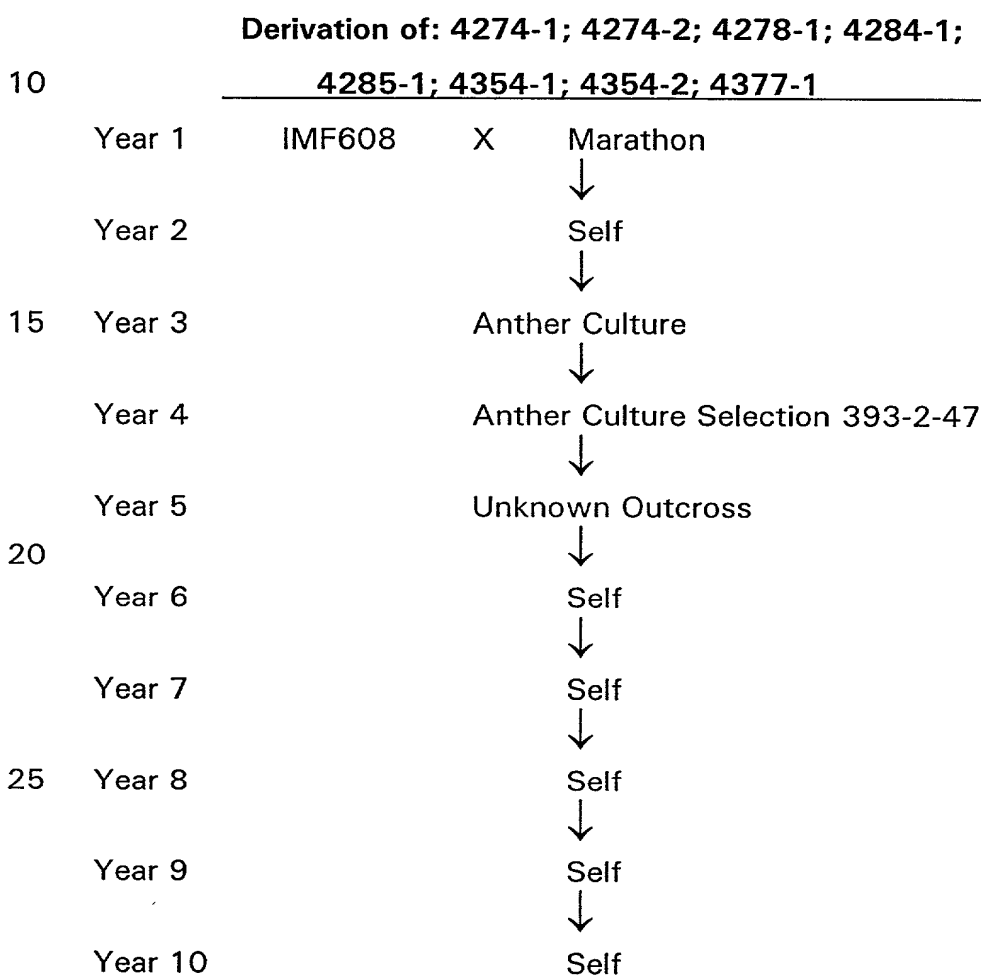 Derivation of: 4274-1; 4274-2; 4278-1; 4284-1;
10 4285-1; 4354-1; 4354-2; 4377-1
Year 1 IMF608 X Marathon
↓
Year 2 Self
↓
15 Year 3 Anther Culture
↓
Year 4 Anther Culture Selection 393-2-47
↓
Year 5 Unknown Outcross
20 ↓
Year 6 Self
↓
Year 7 Self
↓
25 Year 8 Self
↓
Year 9 Self
↓
Year 10 Self